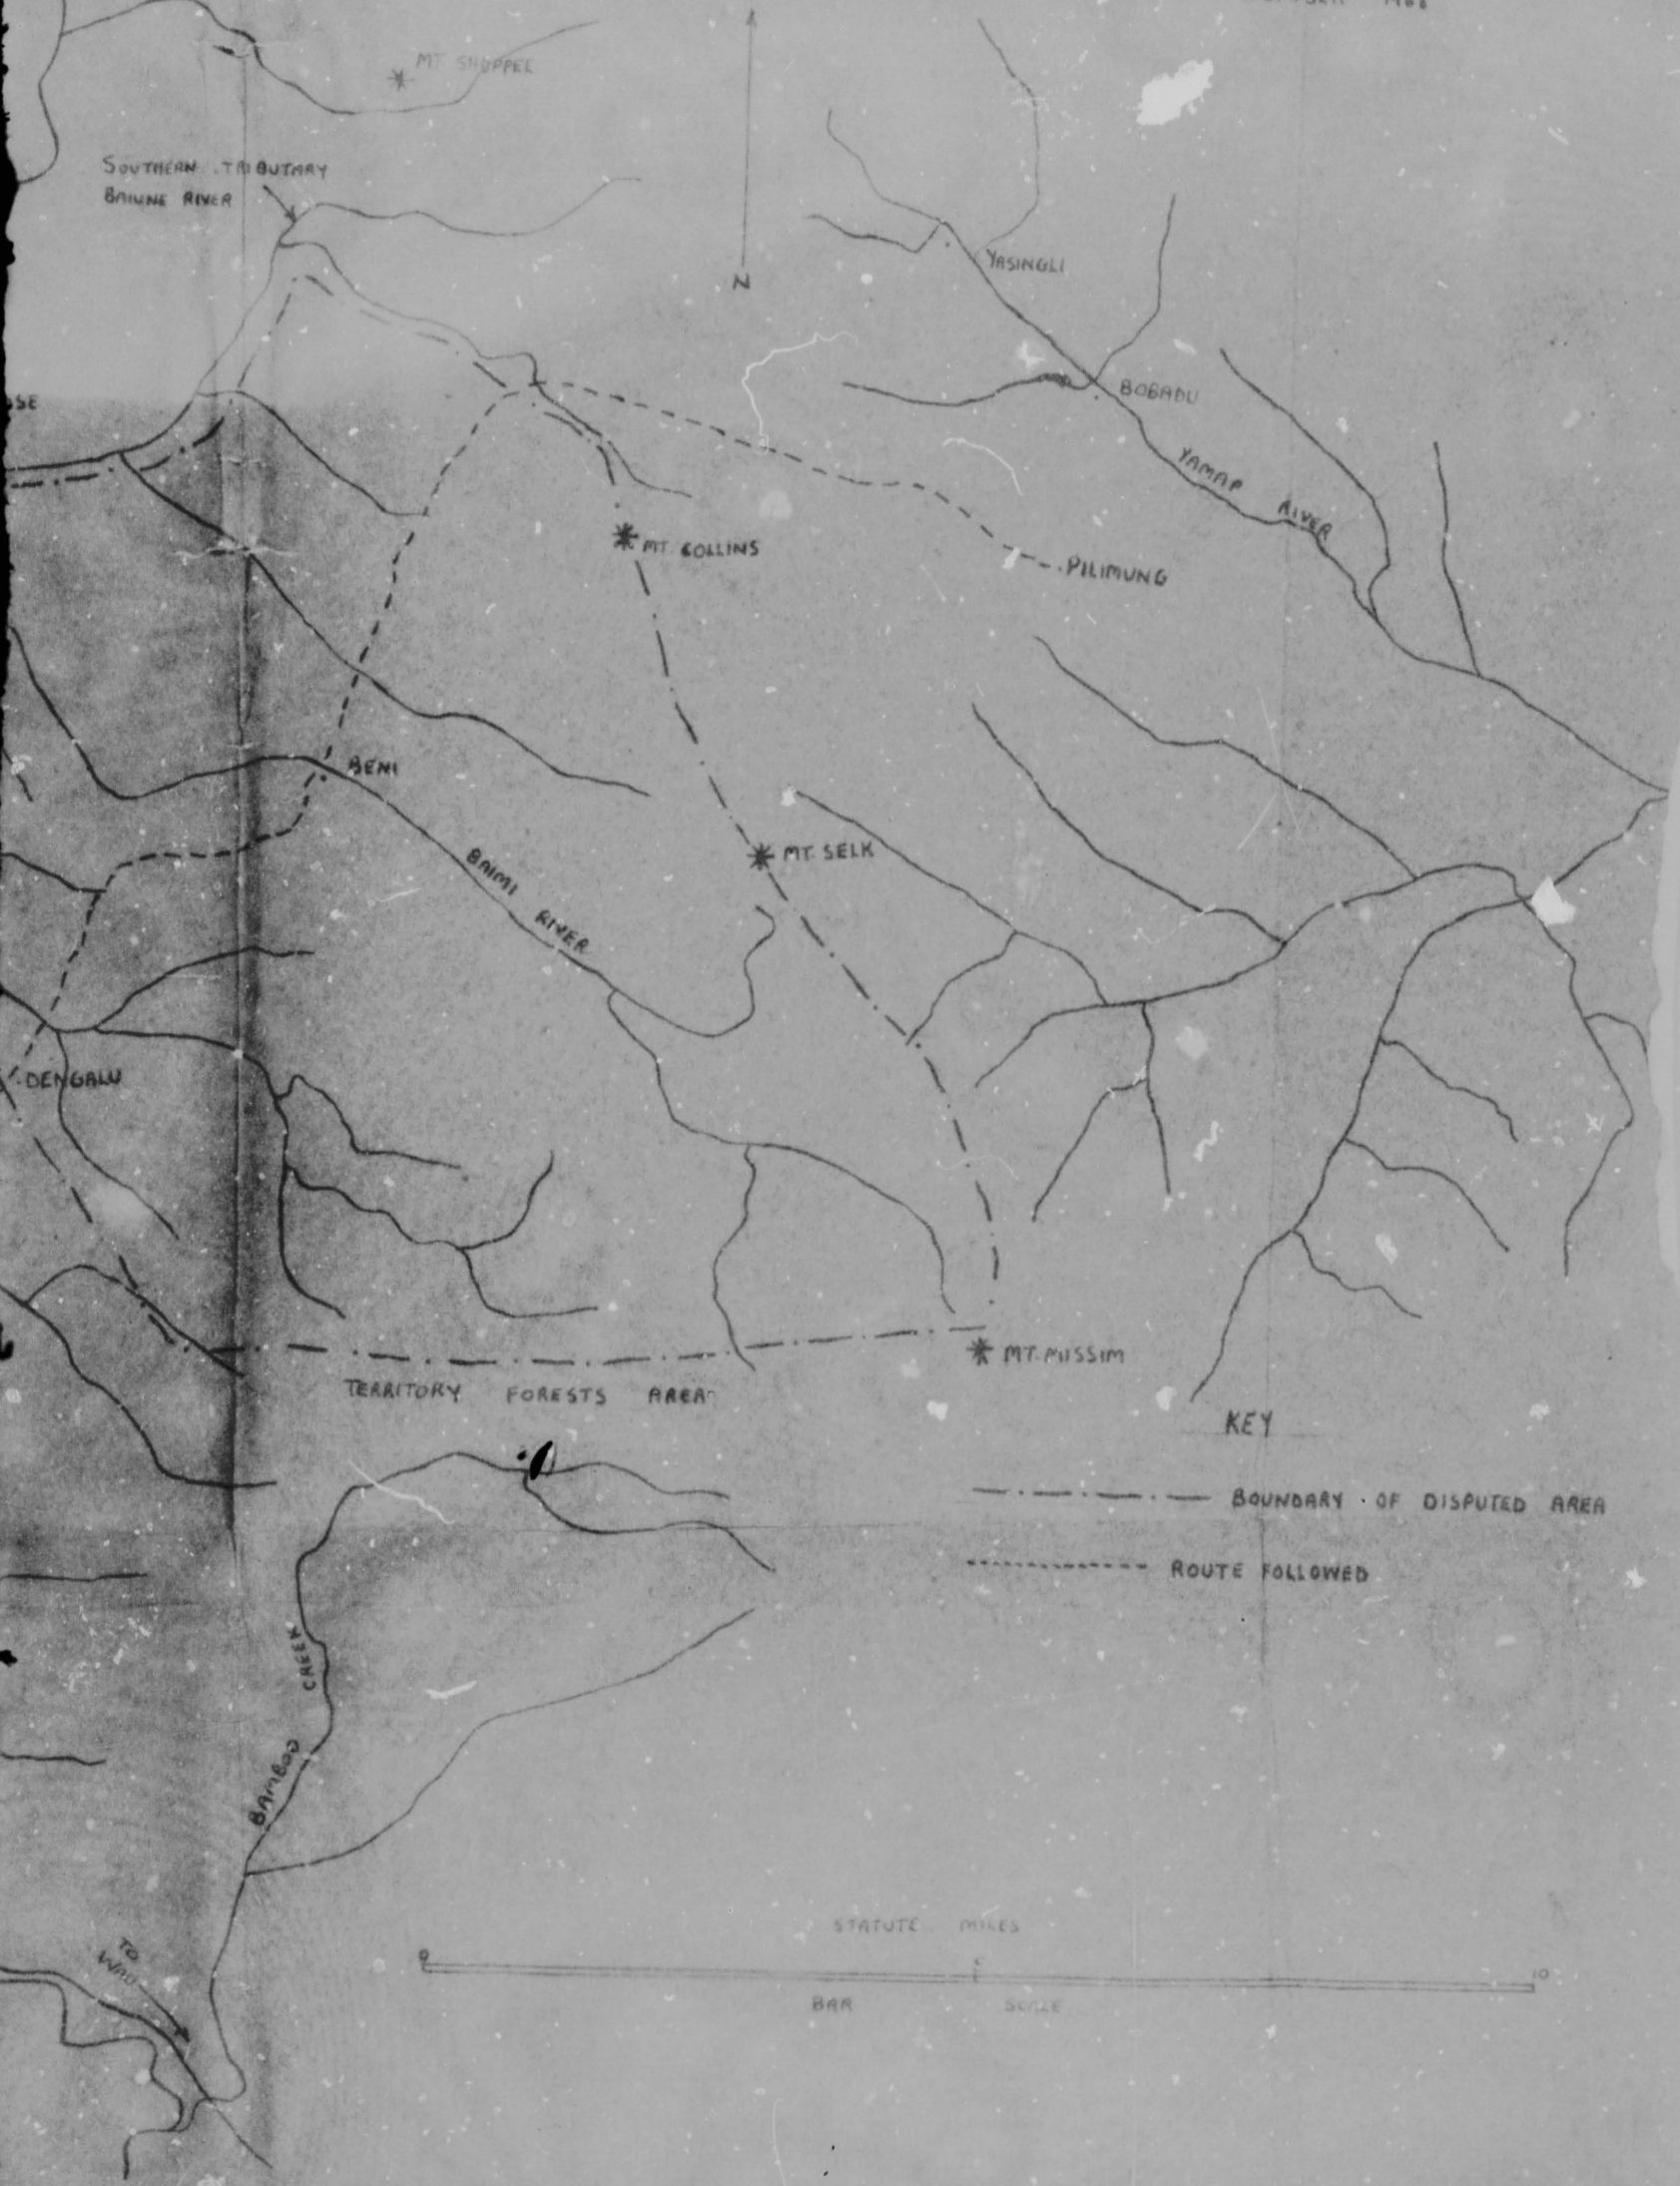 MT. SHOPPEE
SOUTHERN TRIBUTARY
BAIUNE RIVER
N
YASINGLI
BOBADU
YAMAP RIVER
MT. COLLINS
PILIMUNG
BENI
MT. SELK
BAIMI RIVER
DENGALU
MT. MISSIM
TERRITORY FORESTS AREA
KEY
BOUNDARY OF DISPUTED AREA
ROUTE FOLLOWED
BAMBOO CREEK
TO
WAU
STATUTE MILES
0 10
BAR SCALE